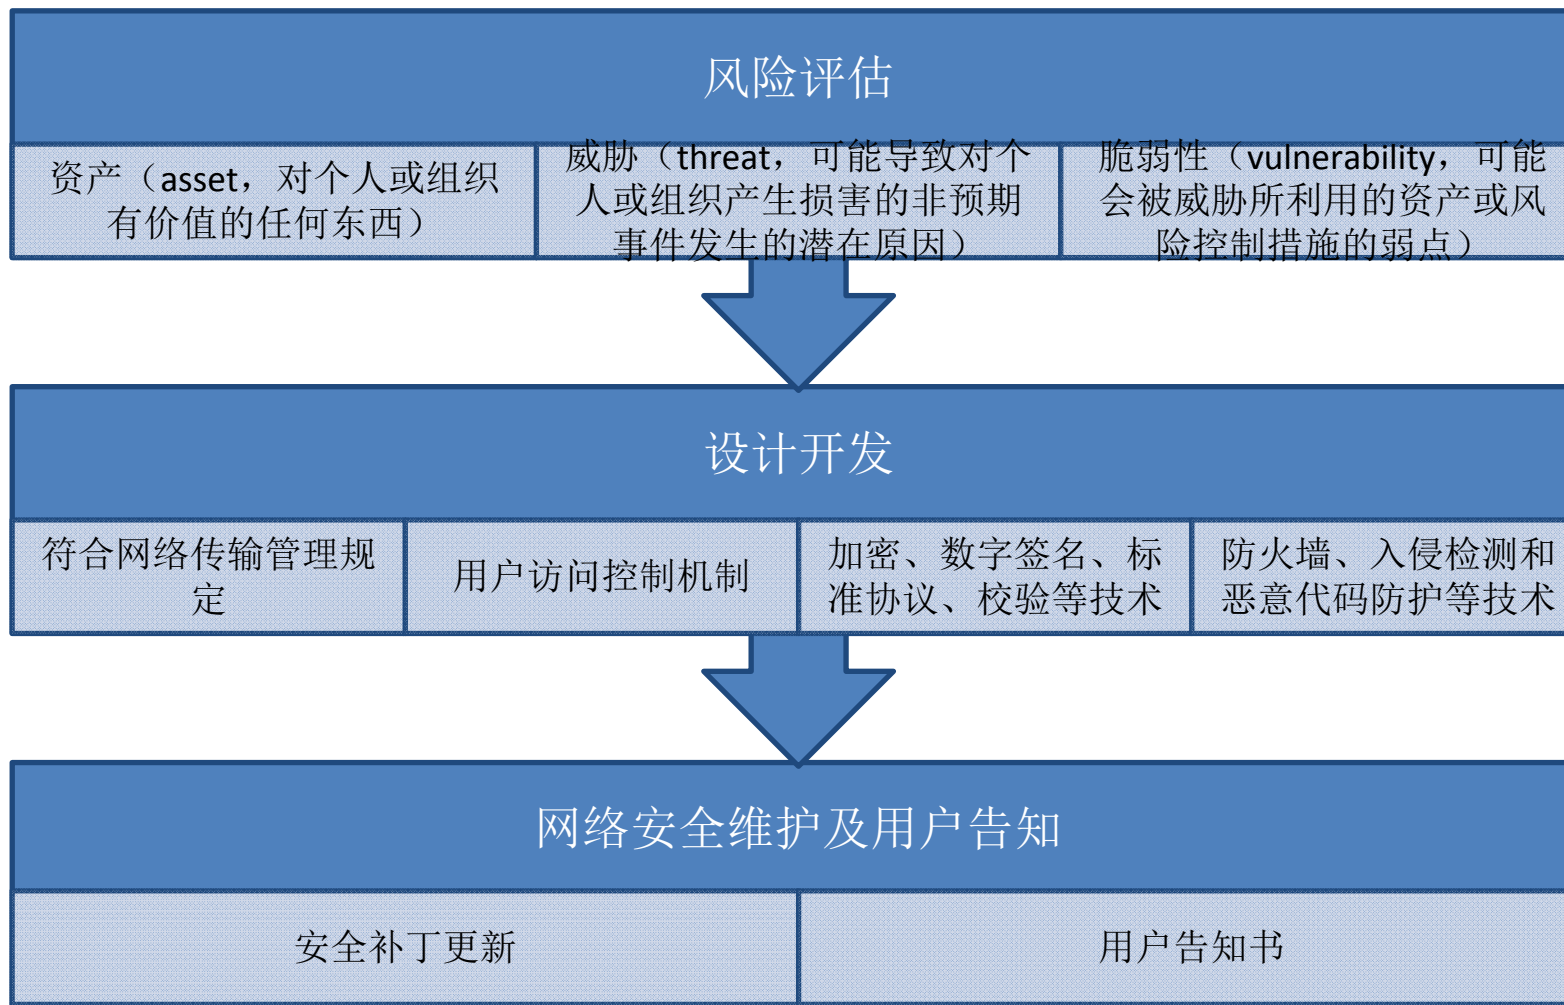 风险评估
资产（asset，对个人或组织
有价值的任何东西）
威胁（threat，可能导致对个
人或组织产生损害的非预期
事件发生的潜在原因）
脆弱性（vulnerability，可能
会被威胁所利用的资产或风
险控制措施的弱点）
设计开发
符合网络传输管理规
定
用户访问控制机制
加密、数字签名、标
准协议、校验等技术
防火墙、入侵检测和
恶意代码防护等技术
网络安全维护及用户告知
安全补丁更新
用户告知书